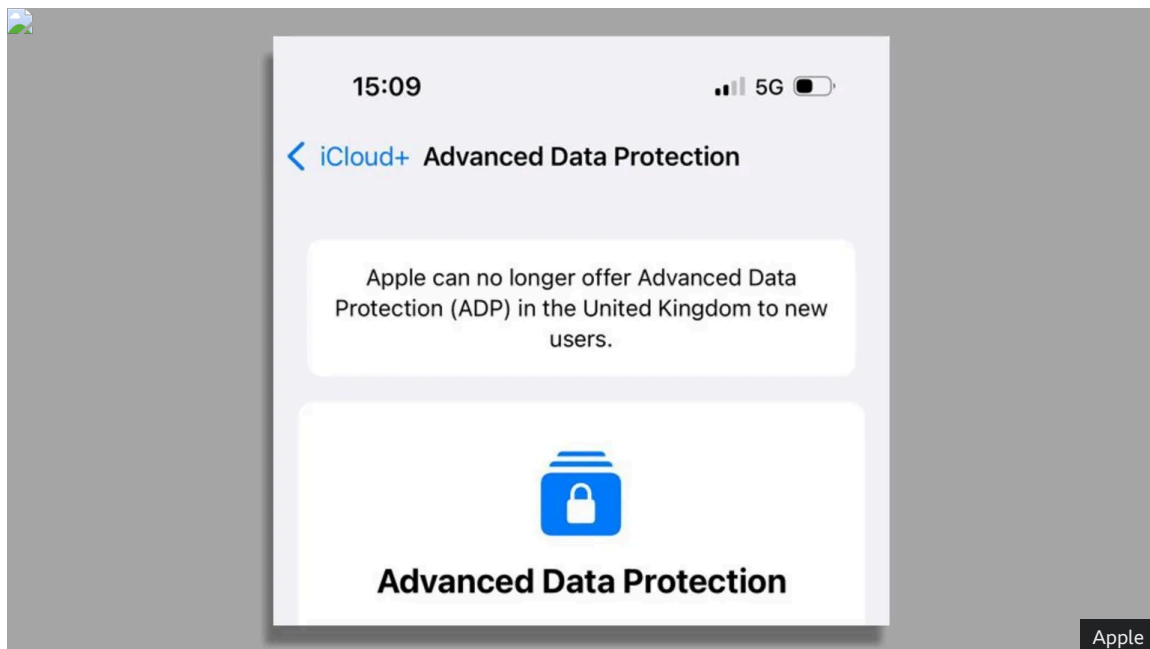 15:09 5G
iCloud+ Advanced Data Protection
Apple can no longer offer Advanced Data
Protection (ADP) in the United Kingdom to new
users.
Advanced Data Protection
Apple